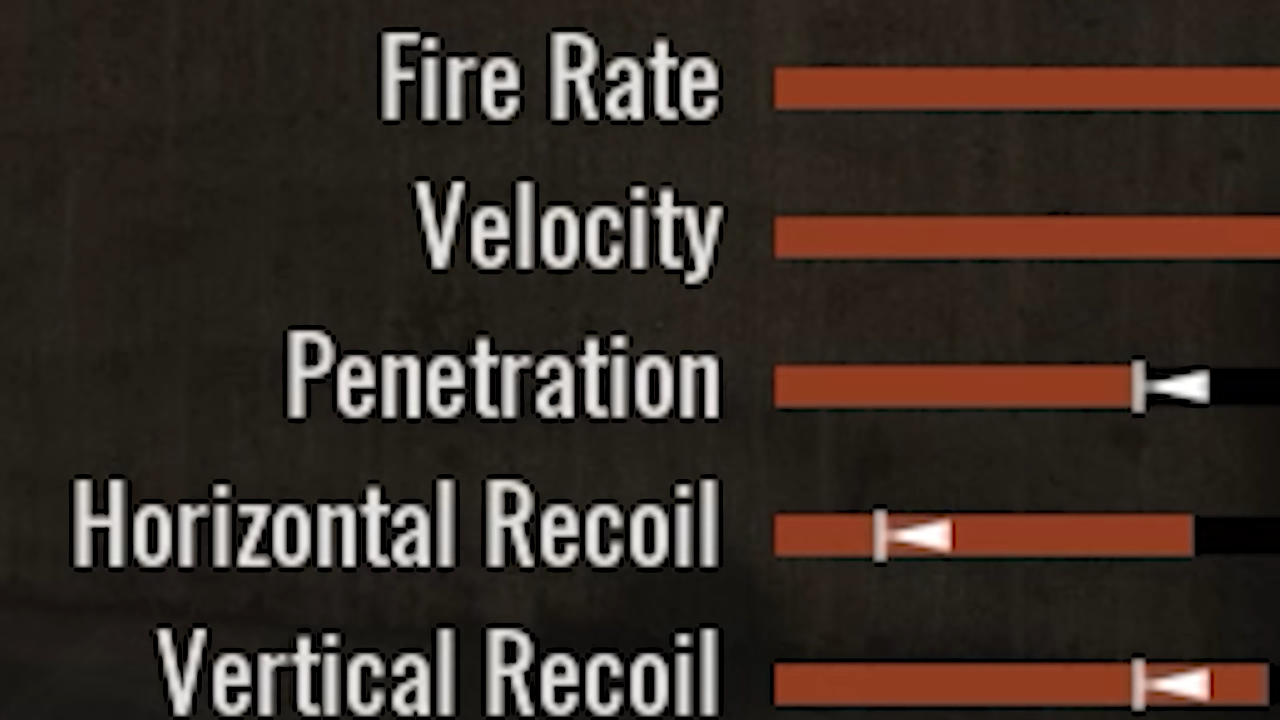 Fire Rate
Velocity
Penetration
Horizontal Recoil
Vertical Recoil